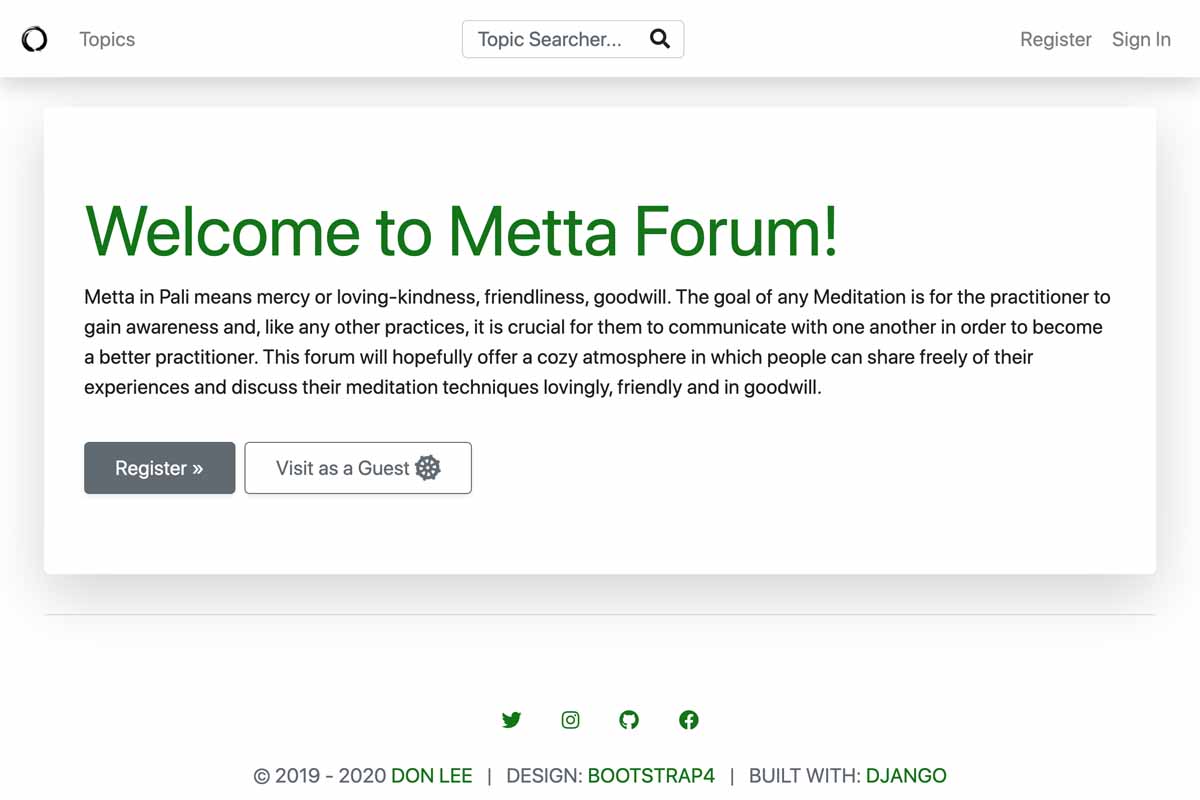 Topics
Topic Searcher...
Register
Sign In
Welcome to Metta Forum!
Metta in Pali means mercy or loving-kindness, friendliness, goodwill. The goal of any Meditation is for the practitioner to
gain awareness and, like any other practices, it is crucial for them to communicate with one another in order to become
a better practitioner. This forum will hopefully offer a cozy atmosphere in which people can share freely of their
experiences and discuss their meditation techniques lovingly, friendly and in goodwill.
Register »
Visit as a Guest
© 2019 - 2020 DON LEE | DESIGN: BOOTSTRAP4 | BUILT WITH: DJANGO